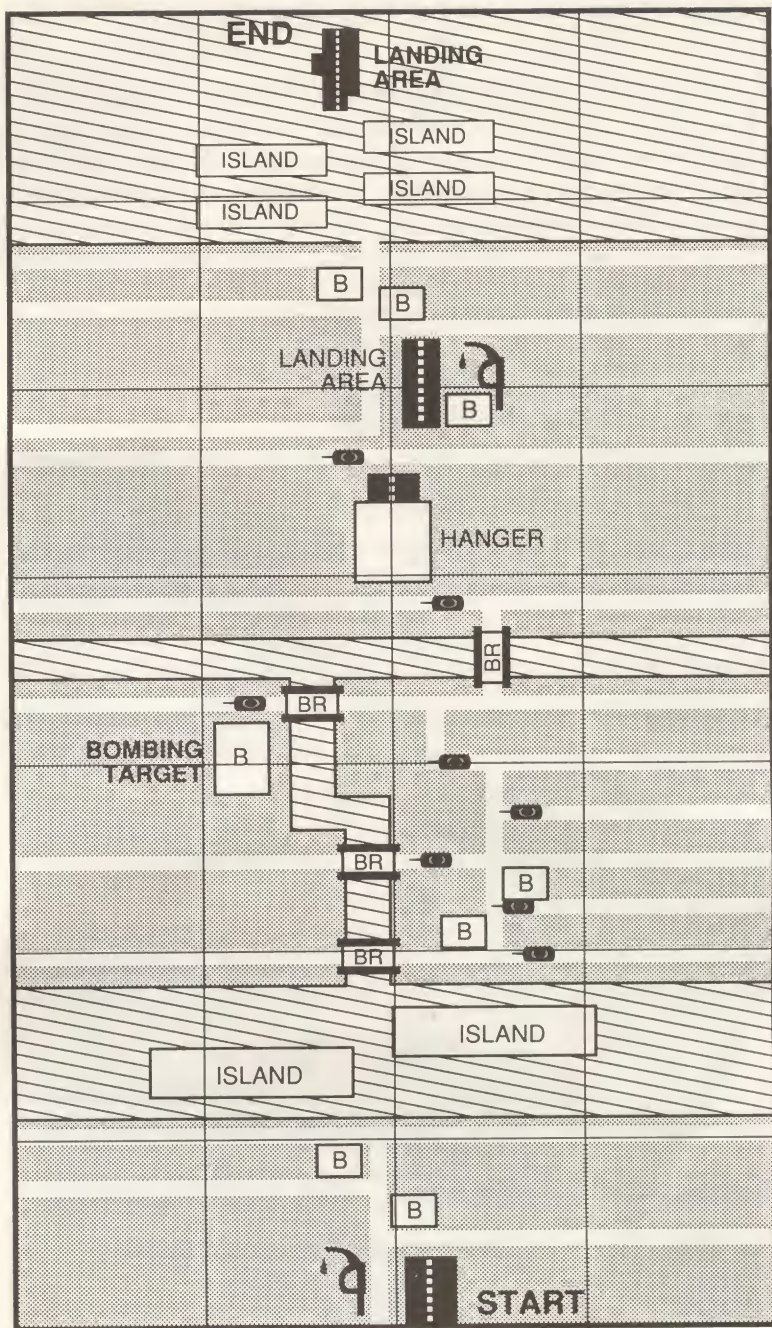 END
LANDING
AREA
ISLAND
ISLAND
ISLAND
ISLAND
B
B
LANDING
AREA
B
HANGER
BR
BR
BOMBING
TARGET
B
BR
B
B
BR
ISLAND
ISLAND
B
B
START